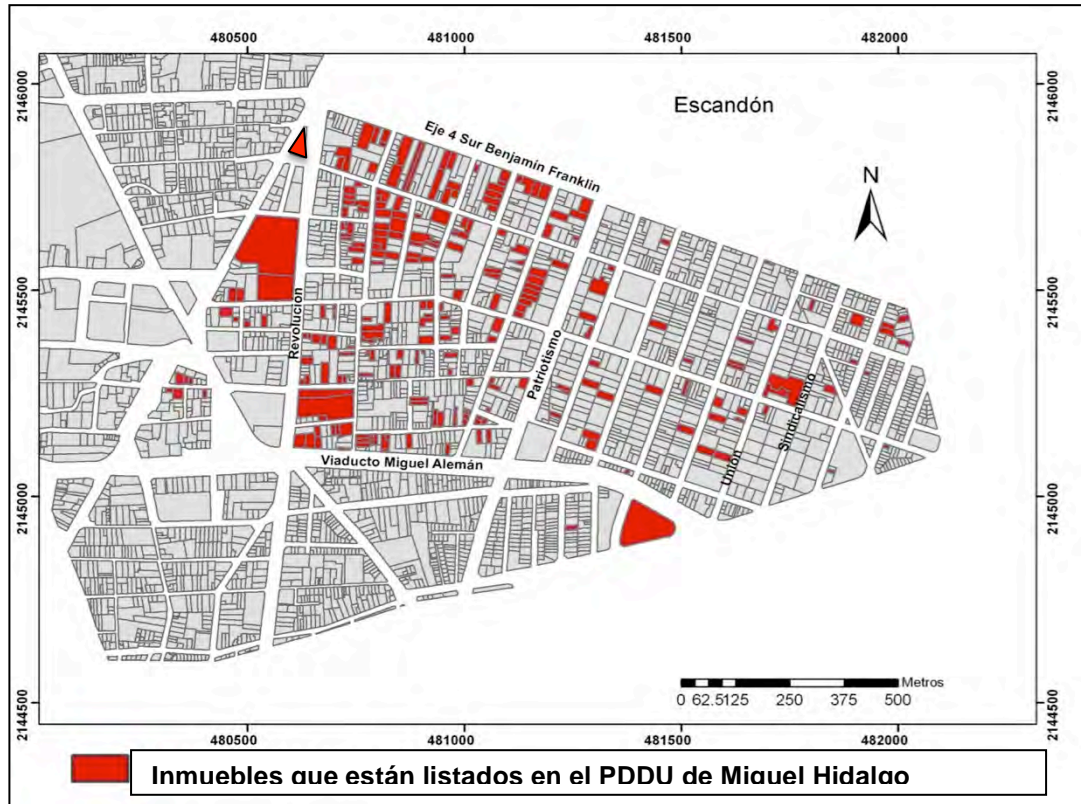 480500 481000 481500 482000
2146000 2146000
Escandón
Eje 4 Sur Benjamín Franklin
N
2145500 2145500
Revolucion
Patriotismo
Sindicalismo
Unión
Viaducto Miguel Alemán
2145000 2145000
Metros
0 62.5125 250 375 500
2144500 2144500
480500 481000 481500 482000
Inmuebles que están listados en el PDDU de Miguel Hidalgo